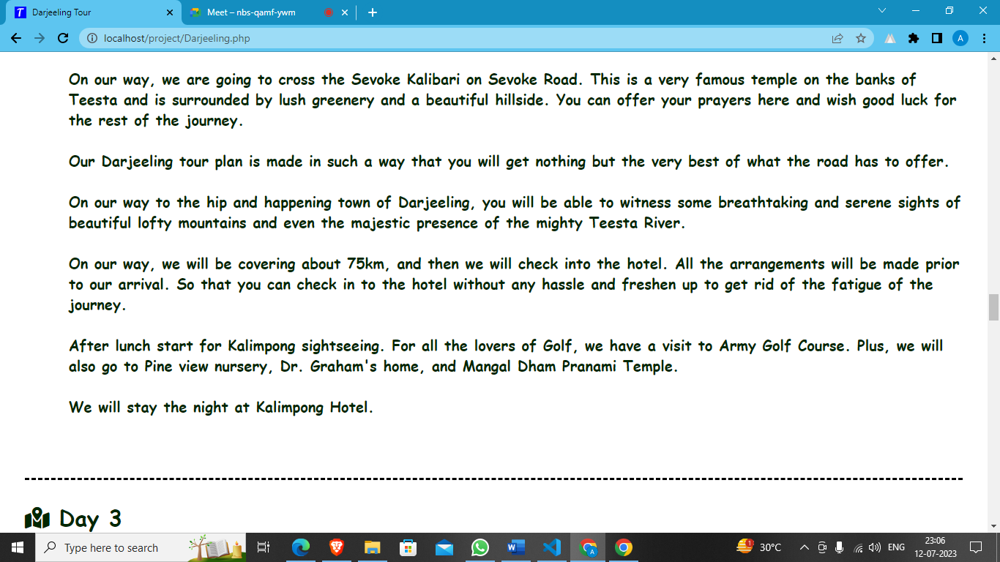 Darjeeling Tour
Meet – nbs-qamf-ywm
localhost/project/Darjeeling.php
A
On our way, we are going to cross the Sevoke Kalibari on Sevoke Road. This is a very famous temple on the banks of
Teesta and is surrounded by lush greenery and a beautiful hillside. You can offer your prayers here and wish good luck for
the rest of the journey.
Our Darjeeling tour plan is made in such a way that you will get nothing but the very best of what the road has to offer.
On our way to the hip and happening town of Darjeeling, you will be able to witness some breathtaking and serene sights of
beautiful lofty mountains and even the majestic presence of the mighty Teesta River.
On our way, we will be covering about 75km, and then we will check into the hotel. All the arrangements will be made prior
to our arrival. So that you can check in to the hotel without any hassle and freshen up to get rid of the fatigue of the
journey.
After lunch start for Kalimpong sightseeing. For all the lovers of Golf, we have a visit to Army Golf Course. Plus, we will
also go to Pine view nursery, Dr. Graham's home, and Mangal Dham Pranami Temple.
We will stay the night at Kalimpong Hotel.
Day 3
Type here to search
1
30°C
ENG
23:06
12-07-2023